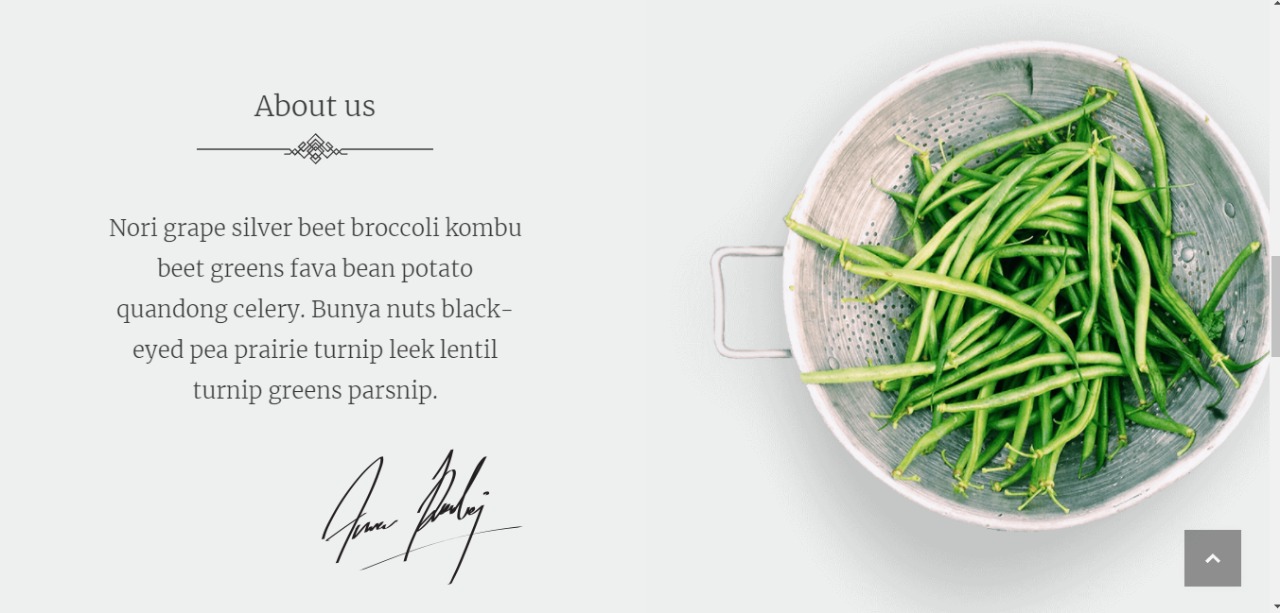 About us
Nori grape silver beet broccoli kombu
beet greens fava bean potato
quandong celery. Bunya nuts black-
eyed pea prairie turnip leek lentil
turnip greens parsnip.